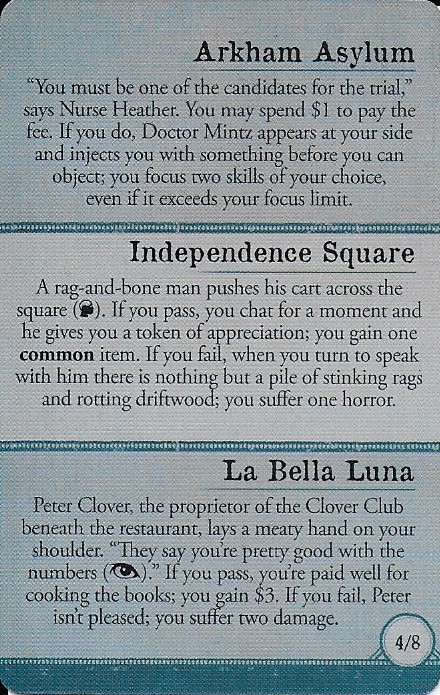 Arkham Asylum
“You must be one of the candidates for the trial,”
says Nurse Heather. You may spend $1 to pay the
fee. If you do, Doctor Mintz appears at your side
and injects you with something before you can
object; you focus two skills of your choice,
even if it exceeds your focus limit.
Independence Square
A rag-and-bone man pushes his cart across the
square (). If you pass, you chat for a moment and
he gives you a token of appreciation; you gain one
common item. If you fail, when you turn to speak
with him there is nothing but a pile of stinking rags
and rotting driftwood; you suffer one horror.
La Bella Luna
Peter Clover, the proprietor of the Clover Club
beneath the restaurant, lays a meaty hand on your
shoulder. “They say you’re pretty good with the
numbers ().” If you pass, you’re paid well for
cooking the books; you gain $3. If you fail, Peter
isn’t pleased; you suffer two damage.
4/8